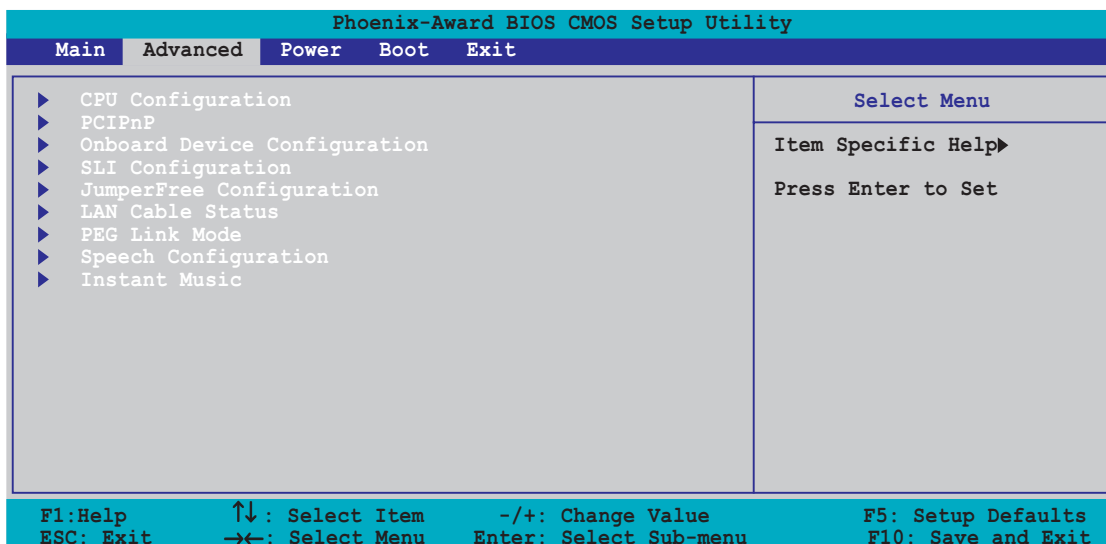 Phoenix-Award BIOS CMOS Setup Utility
Main Advanced Power Boot Exit
CPU Configuration
PCIPnP
Onboard Device Configuration
SLI Configuration
JumperFree Configuration
LAN Cable Status
PEG Link Mode
Speech Configuration
Instant Music
Select Menu
Item Specific Help▶
Press Enter to Set
F1:Help ↑↓: Select Item -/+: Change Value F5: Setup Defaults
ESC: Exit →←: Select Menu Enter: Select Sub-menu F10: Save and Exit